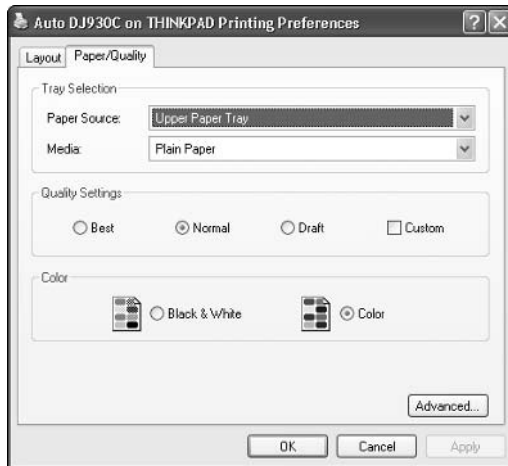 Auto DJ930C on THINKPAD Printing Preferences
Layout Paper/Quality
Tray Selection
Paper Source: Upper Paper Tray
Media: Plain Paper
Quality Settings
Best Normal Draft Custom
Color
Black & White Color
Advanced...
OK Cancel Apply